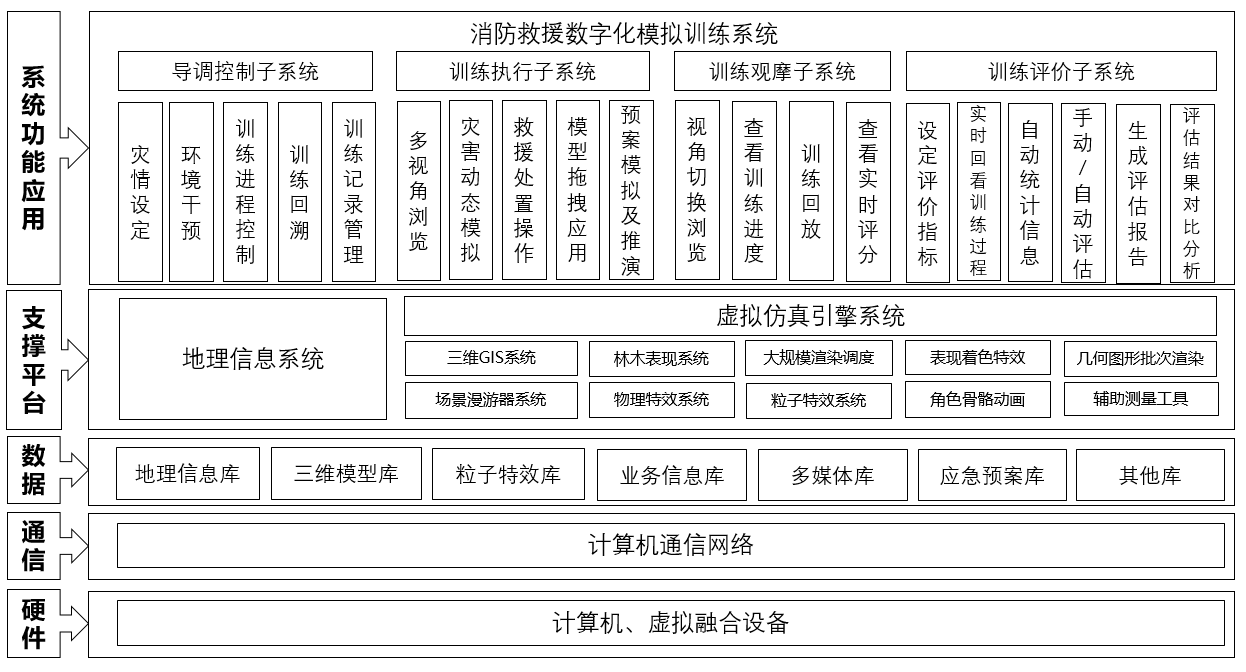 系统功能应用
消防救援数字化模拟训练系统
导调控制子系统
灾情设定
环境干预
训练进程控制
训练回溯
训练记录管理
训练执行子系统
多视角浏览
灾害动态模拟
救援处置操作
模型拖拽应用
预案模拟及推演
训练观摩子系统
视角切换浏览
查看训练进度
训练回放
查看实时评分
训练评价子系统
设定评价指标
实时回看训练过程
自动统计信息
手动/自动评估
生成评估报告
评估结果对比分析
支撑平台
地理信息系统
虚拟仿真引擎系统
三维GIS系统
林木表现系统
大规模渲染调度
表现着色特效
几何图形批次渲染
场景漫游器系统
物理特效系统
粒子特效系统
角色骨骼动画
辅助测量工具
数据
地理信息库
三维模型库
粒子特效库
业务信息库
多媒体库
应急预案库
其他库
通信
计算机通信网络
硬件
计算机、虚拟融合设备